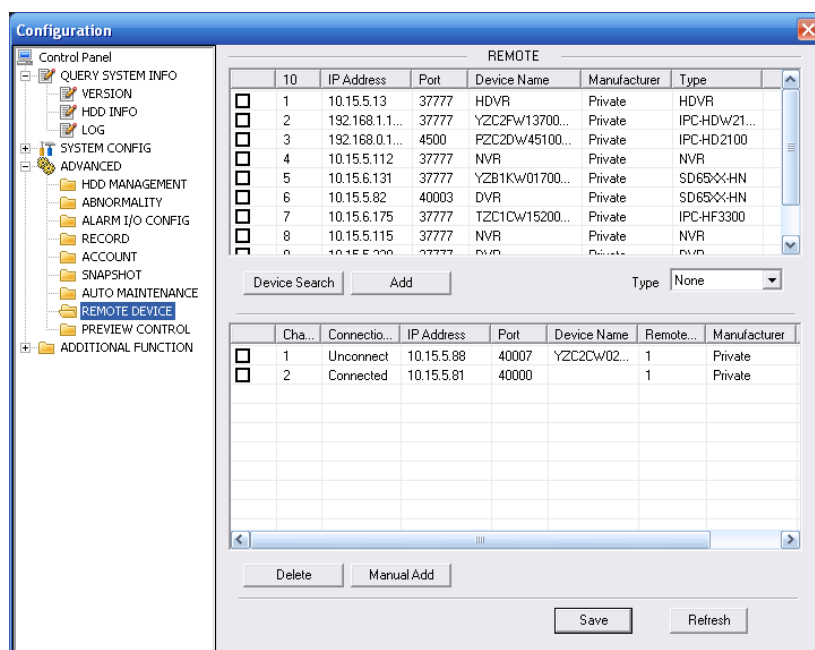 Configuration
Control Panel
QUERY SYSTEM INFO
VERSION
HDD INFO
LOG
SYSTEM CONFIG
ADVANCED
HDD MANAGEMENT
ABNORMALITY
ALARM I/O CONFIG
RECORD
ACCOUNT
SNAPSHOT
AUTO MAINTENANCE
REMOTE DEVICE
PREVIEW CONTROL
ADDITIONAL FUNCTION
REMOTE
10 IP Address Port Device Name Manufacturer Type
1 10.15.5.13 37777 HDVR Private HDVR
2 192.168.1.1... 37777 YZC2FW13700... Private IPC-HDW21...
3 192.168.0.1... 4500 PZC2DW45100... Private IPC-HD2100
4 10.15.5.112 37777 NVR Private NVR
5 10.15.6.131 37777 YZB1KW01700... Private SD65XX-HN
6 10.15.5.82 40003 DVR Private SD65XX-HN
7 10.15.6.175 37777 TZC1CW15200... Private IPC-HF3300
8 10.15.5.115 37777 NVR Private NVR
Device Search Add Type None
Cha... Connectio... IP Address Port Device Name Remote... Manufacturer
1 Unconnect 10.15.5.88 40007 YZC2CW02... 1 Private
2 Connected 10.15.5.81 40000 1 Private
Delete Manual Add
Save Refresh